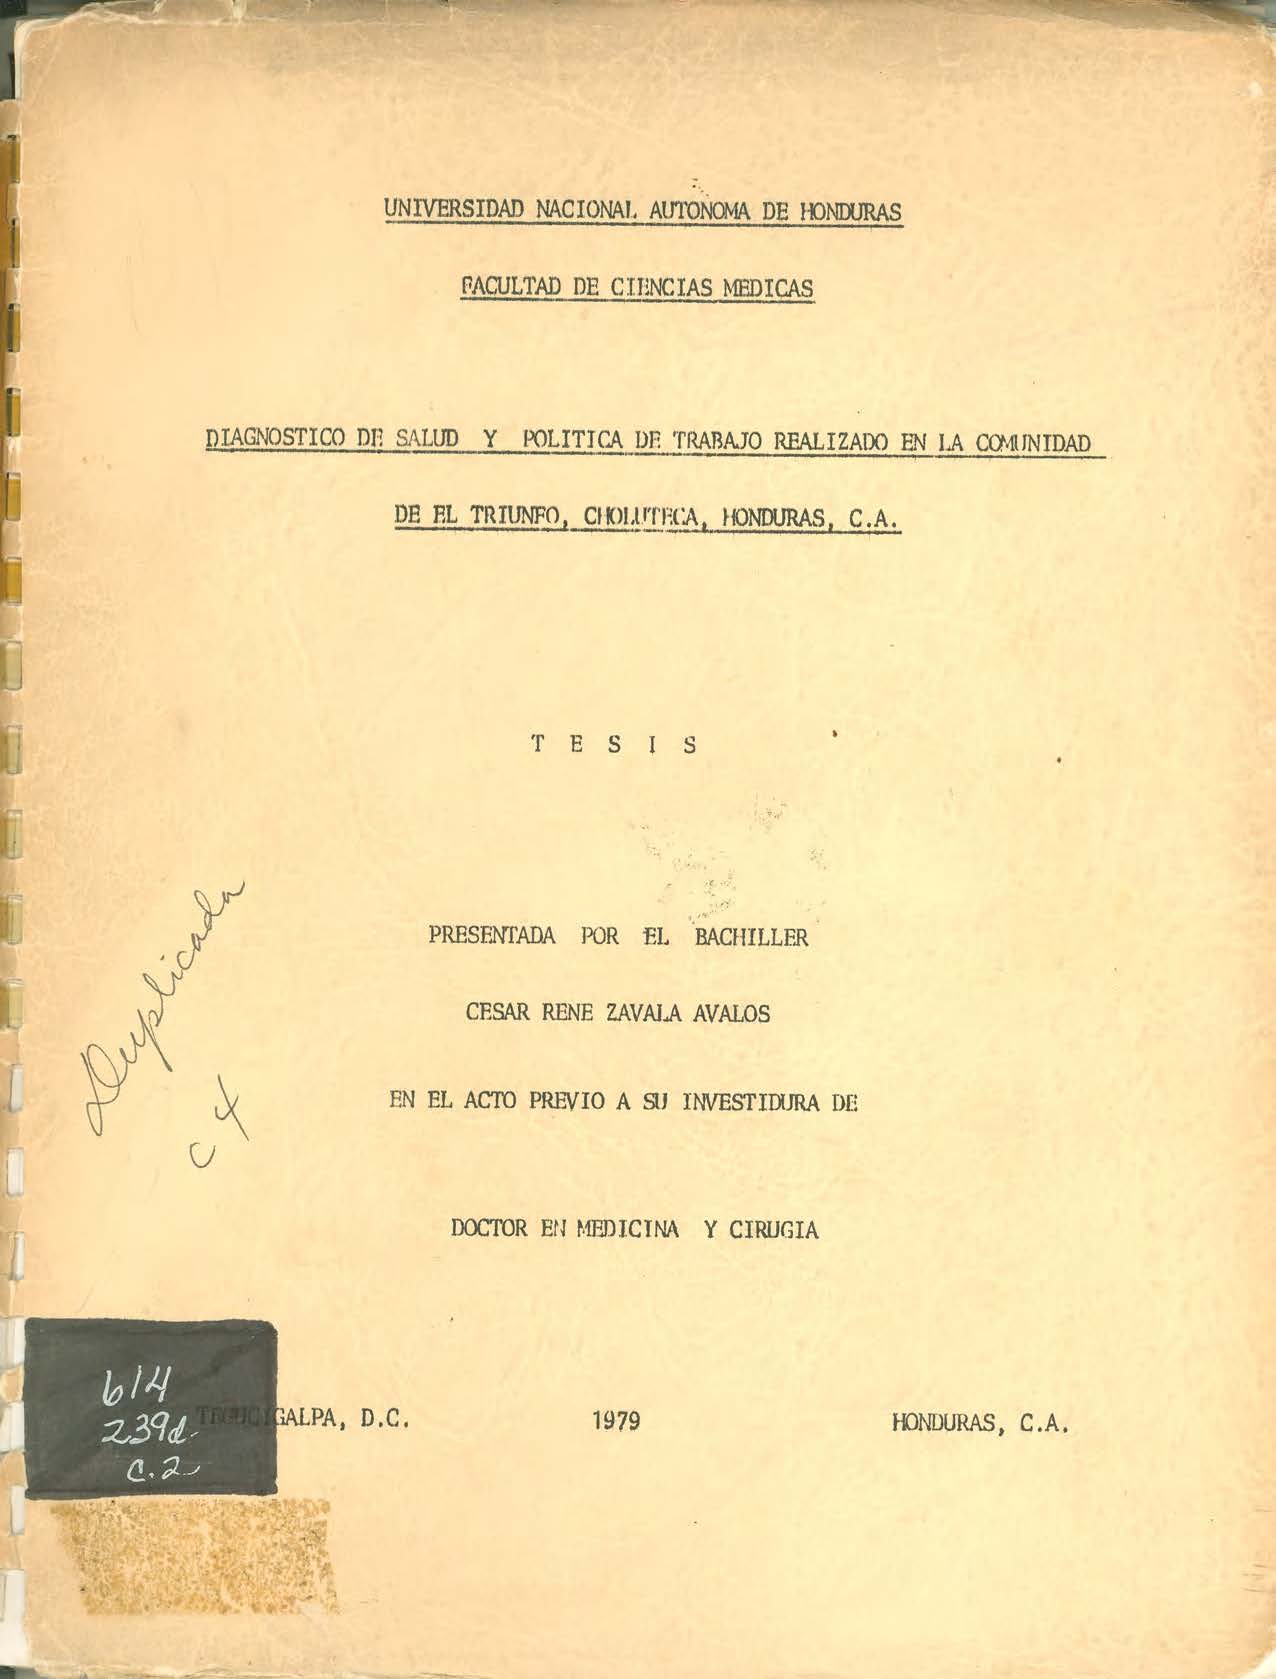 UNIVERSIDAD NACIONAL AUTONOMA DE HONDURAS
FACULTAD DE CIENCIAS MEDICAS
DIAGNOSTICO DE SALUD Y POLITICA DE TRABAJO REALIZADO EN LA COMUNIDAD
DE EL TRIUNFO, CHOLUTECA, HONDURAS, C.A.
T E S I S
PRESENTADA POR EL BACHILLER
CESAR RENE ZAVALA AVALOS
EN EL ACTO PREVIO A SU INVESTIDURA DE
DOCTOR EN MEDICINA Y CIRUGIA
Duplicada
c 4
614
239d
c.2
TEGUCIGALPA, D.C. 1979 HONDURAS, C.A.